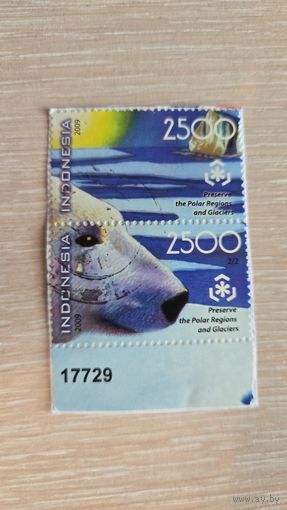 INDONESIA
2009
2500
Preserve
the Polar Regions
and Glaciers
INDONESIA
2009
2500
2/2
Preserve
the Polar Regions
and Glaciers
17729
www.ay.by